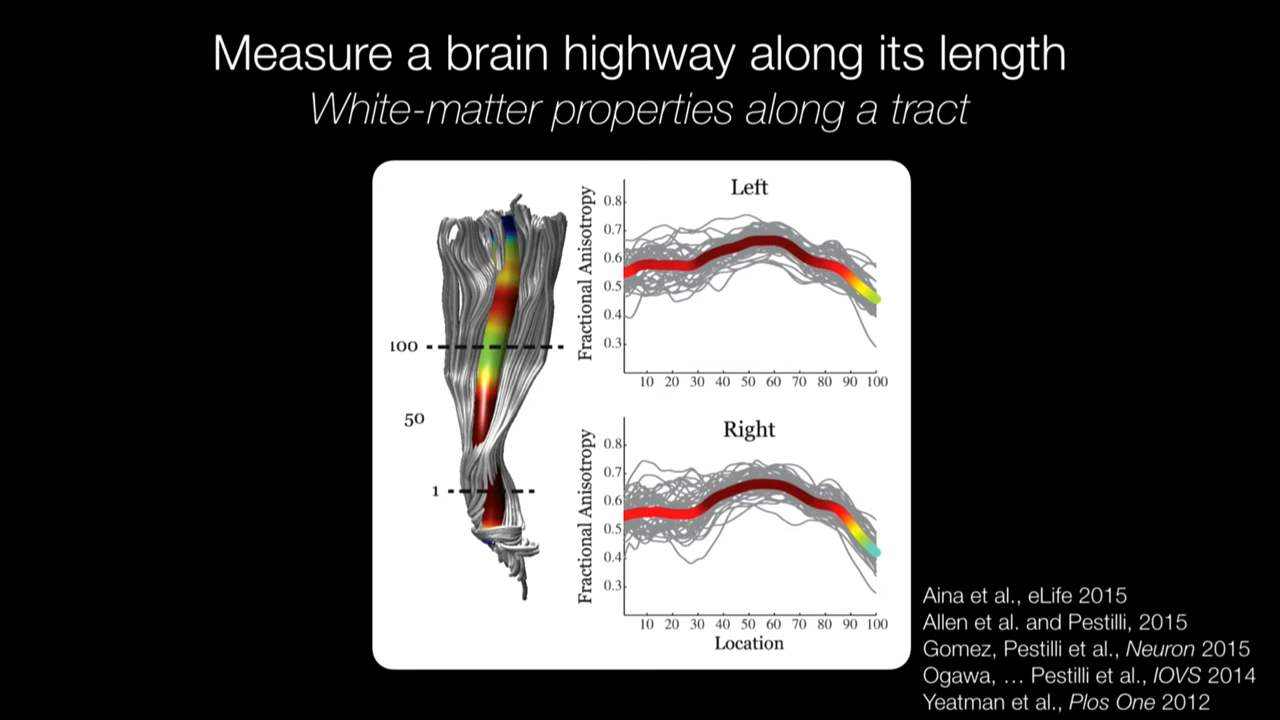 Measure a brain highway along its length
White-matter properties along a tract
100
50
1
Left
Fractional Anisotropy
0.8
0.7
0.6
0.5
0.4
0.3
10 20 30 40 50 60 70 80 90 100
Right
Fractional Anisotropy
0.8
0.7
0.6
0.5
0.4
0.3
10 20 30 40 50 60 70 80 90 100
Location
Aina et al., eLife 2015
Allen et al. and Pestilli, 2015
Gomez, Pestilli et al., Neuron 2015
Ogawa, … Pestilli et al., IOVS 2014
Yeatman et al., Plos One 2012